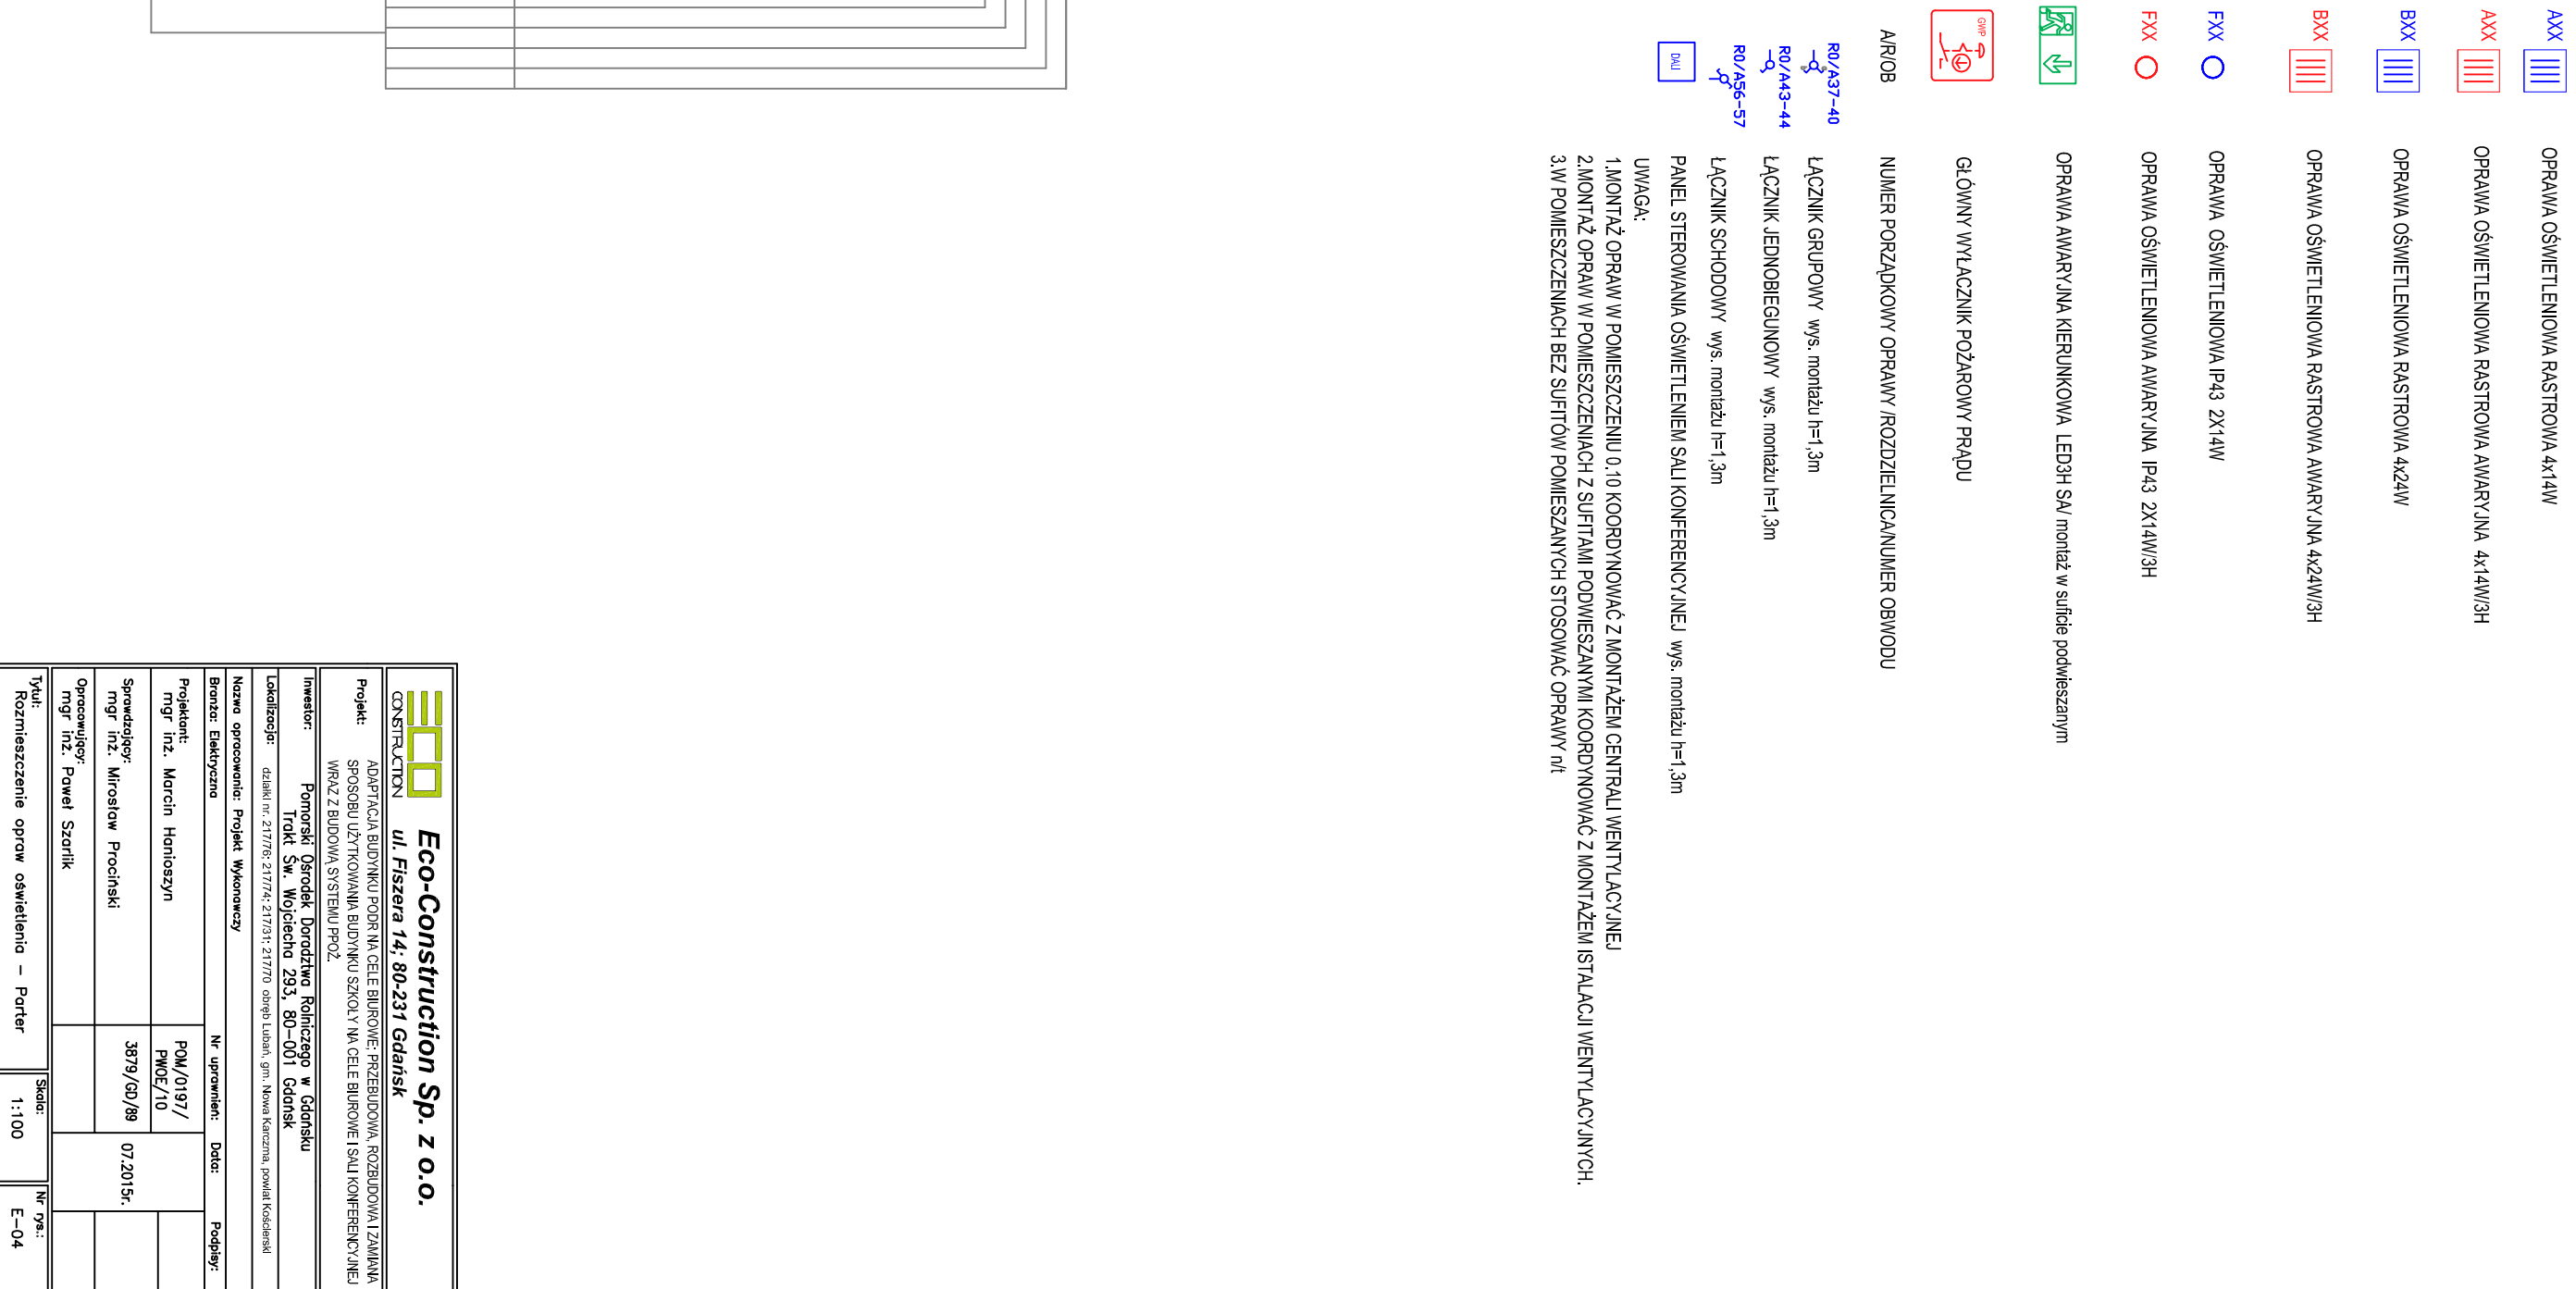 AXX OPRAWA OŚWIETLENIOWA RASTROWA 4x14W
AXX OPRAWA OŚWIETLENIOWA RASTROWA AWARYJNA 4x14W/3H
BXX OPRAWA OŚWIETLENIOWA RASTROWA 4x24W
BXX OPRAWA OŚWIETLENIOWA RASTROWA AWARYJNA 4x24W/3H
FXX OPRAWA OŚWIETLENIOWA IP43 2X14W
FXX OPRAWA OŚWIETLENIOWA AWARYJNA IP43 2X14W/3H
OPRAWA AWARYJNA KIERUNKOWA LED3H SA/ montaż w suficie podwieszanym
GWP GŁÓWNY WYŁACZNIK POŻAROWY PRĄDU
A/R/OB NUMER PORZĄDKOWY OPRAWY /ROZDZIELNICA/NUMER OBWODU
R0/A37-40 ŁĄCZNIK GRUPOWY wys. montażu h=1,3m
R0/A43-44 ŁĄCZNIK JEDNOBIEGUNOWY wys. montażu h=1,3m
R0/A56-57 ŁĄCZNIK SCHODOWY wys. montażu h=1,3m
DALI PANEL STEROWANIA OŚWIETLENIEM SALI KONFERENCYJNEJ wys. montażu h=1,3m
UWAGA:
1.MONTAŻ OPRAW W POMIESZCZENIU 0.10 KOORDYNOWAĆ Z MONTAŻEM CENTRALI WENTYLACYJNEJ
2.MONTAŻ OPRAW W POMIESZCZENIACH Z SUFITAMI PODWIESZANYMI KOORDYNOWAĆ Z MONTAŻEM ISTALACJI WENTYLACYJNYCH.
3.W POMIESZCZENIACH BEZ SUFITÓW POMIESZANYCH STOSOWAĆ OPRAWY n/t
ECO CONSTRUCTION
Eco-Construction Sp. z o.o.
ul. Fiszera 14; 80-231 Gdańsk
Projekt: ADAPTACJA BUDYNKU PODR NA CELE BIUROWE; PRZEBUDOWA, ROZBUDOWA I ZAMIANA
SPOSOBU UŻYTKOWANIA BUDYNKU SZKOŁY NA CELE BIUROWE I SALI KONFERENCYJNEJ
WRAZ Z BUDOWĄ SYSTEMU PPOŻ.
Inwestor: Pomorski Ośrodek Doradztwa Rolniczego w Gdańsku
Trakt Św. Wojciecha 293, 80-001 Gdańsk
Lokalizacja: działki nr. 217/76; 217/74; 217/31; 217/70 obręb Lubań, gm. Nowa Karczma, powiat Kościerski
Nazwa opracowania: Projekt Wykonawczy
Branża: Elektryczna Nr uprawnień: Data: Podpisy:
Projektant:
mgr inż. Marcin Hanioszyn POM/0197/
PWOE/10
Sprawdzający:
mgr inż. Mirosław Prociński 3879/GD/89 07.2015r.
Opracowujący:
mgr inż. Paweł Szarlik
Tytuł: Skala: Nr rys.:
Rozmieszczenie opraw oświetlenia - Parter 1:100 E-04